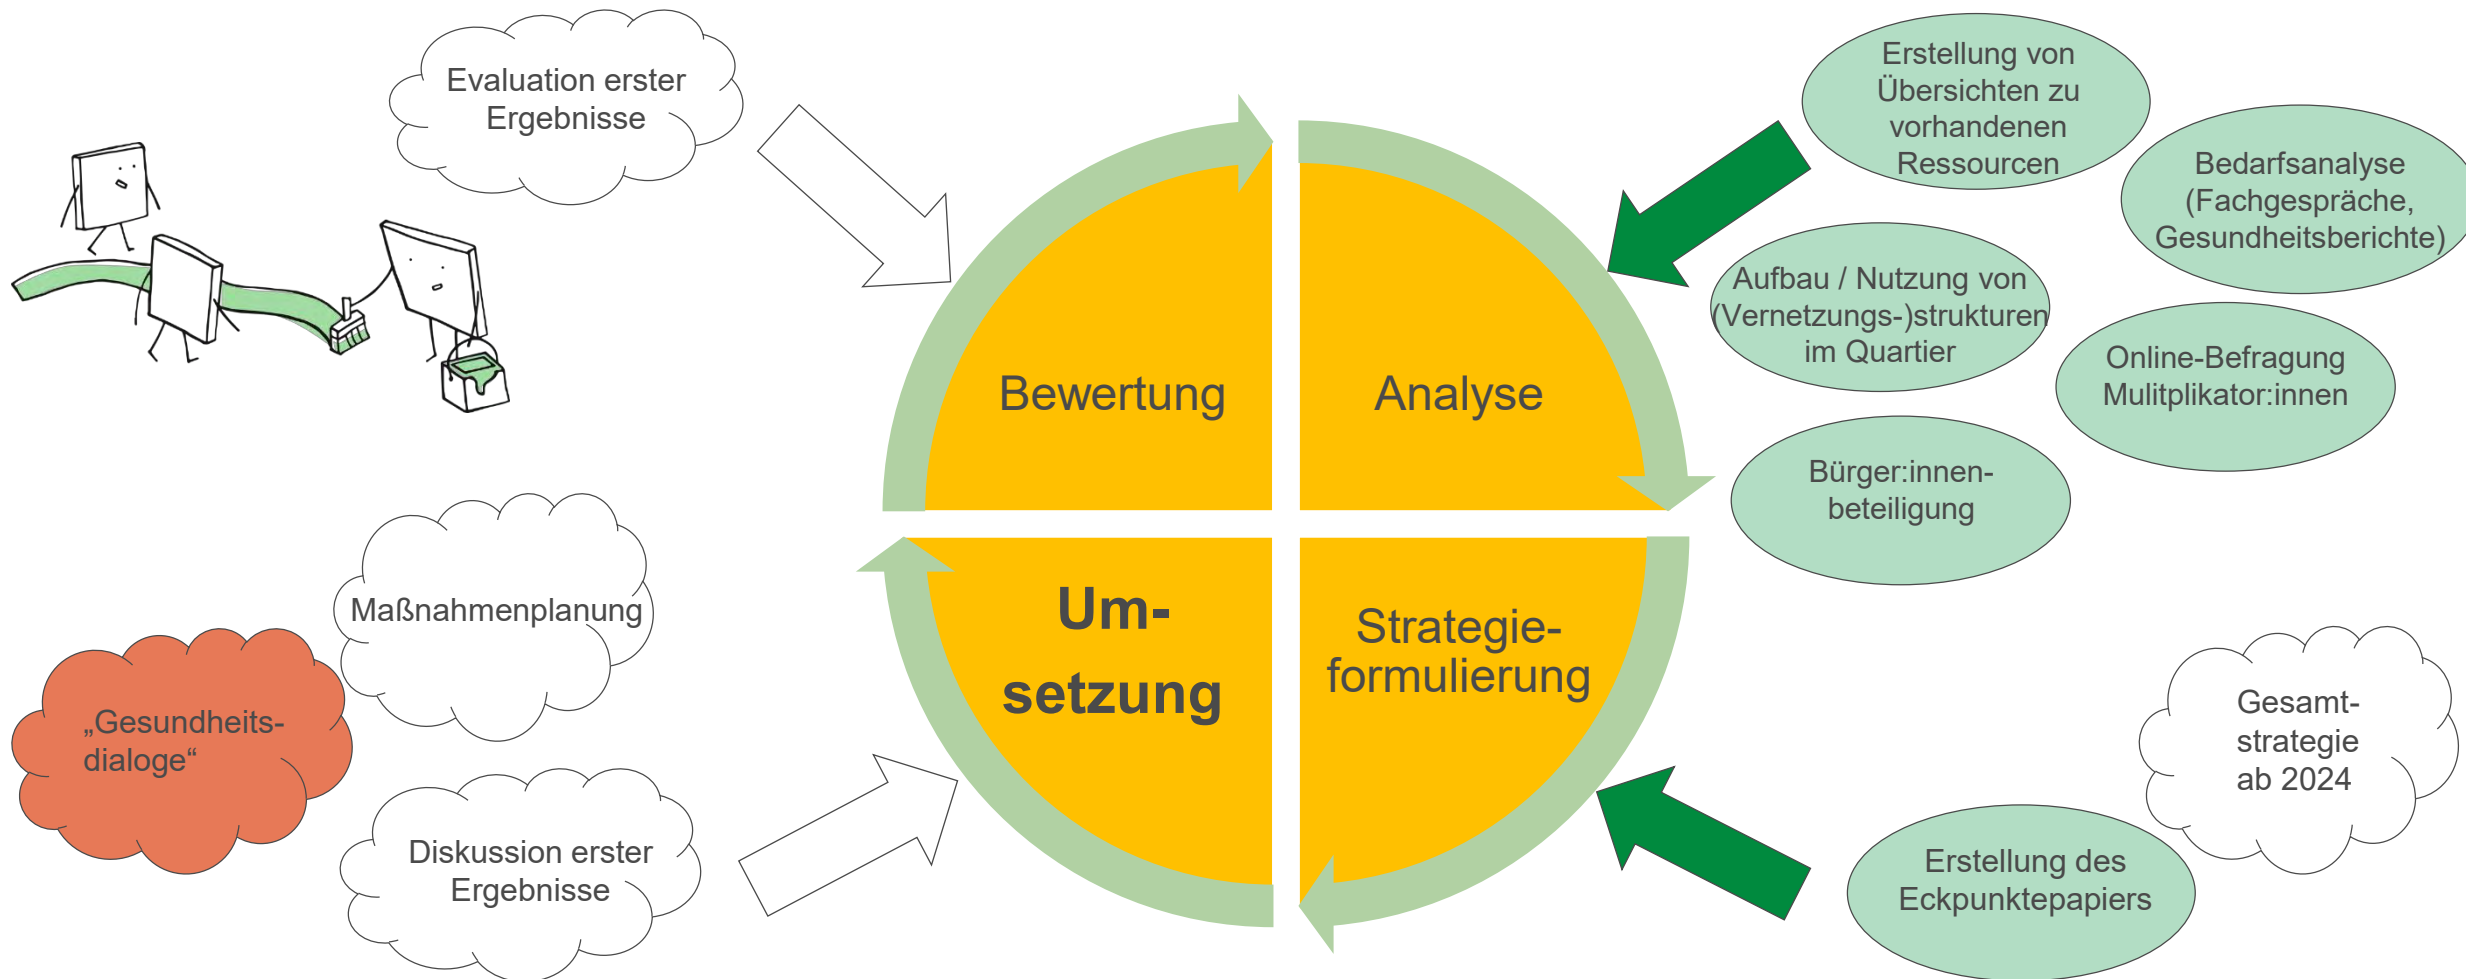 Evaluation erster
Ergebnisse
Erstellung von
Übersichten zu
vorhandenen
Ressourcen
Bedarfsanalyse
(Fachgespräche,
Gesundheitsberichte)
Aufbau / Nutzung von
(Vernetzungs-)strukturen
im Quartier
Online-Befragung
Mulitplikator:innen
Bürger:innen-
beteiligung
Bewertung
Analyse
Um-
setzung
Strategie-
formulierung
Maßnahmenplanung
„Gesundheits-
dialoge“
Diskussion erster
Ergebnisse
Gesamt-
strategie
ab 2024
Erstellung des
Eckpunktepapiers